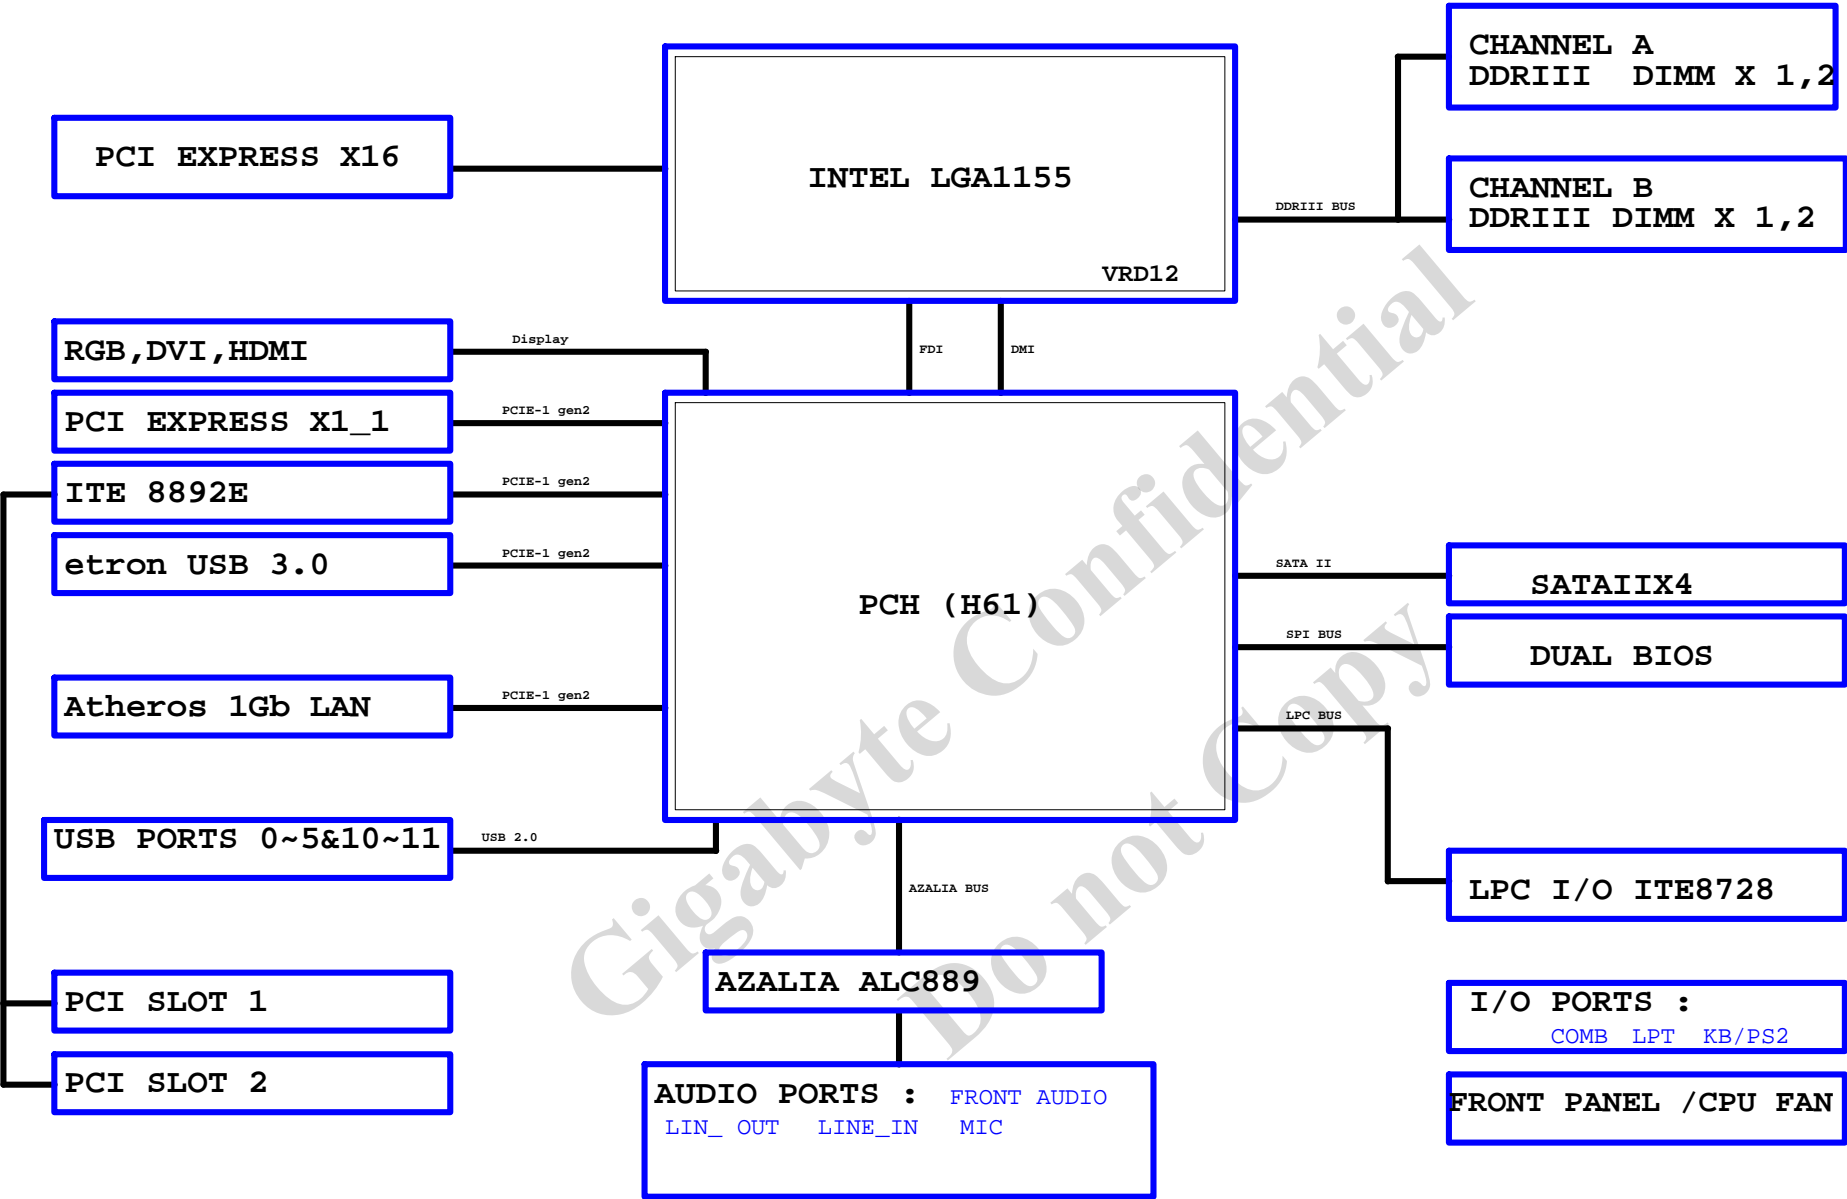 CHANNEL A
DDRIII DIMM X 1,2
PCI EXPRESS X16
INTEL LGA1155
CHANNEL B
DDRIII DIMM X 1,2
DDRIII BUS
VRD12
RGB,DVI,HDMI
Display
FDI
DMI
PCI EXPRESS X1_1
PCIE-1 gen2
ITE 8892E
PCIE-1 gen2
etron USB 3.0
PCIE-1 gen2
PCH (H61)
SATA II
SATAIIX4
SPI BUS
DUAL BIOS
Atheros 1Gb LAN
PCIE-1 gen2
LPC BUS
USB PORTS 0~5&10~11
USB 2.0
AZALIA BUS
LPC I/O ITE8728
AZALIA ALC889
PCI SLOT 1
I/O PORTS :
COMB LPT KB/PS2
PCI SLOT 2
AUDIO PORTS : FRONT AUDIO
LIN_ OUT LINE_IN MIC
FRONT PANEL /CPU FAN
Gigabyte Confidential
Do not Copy